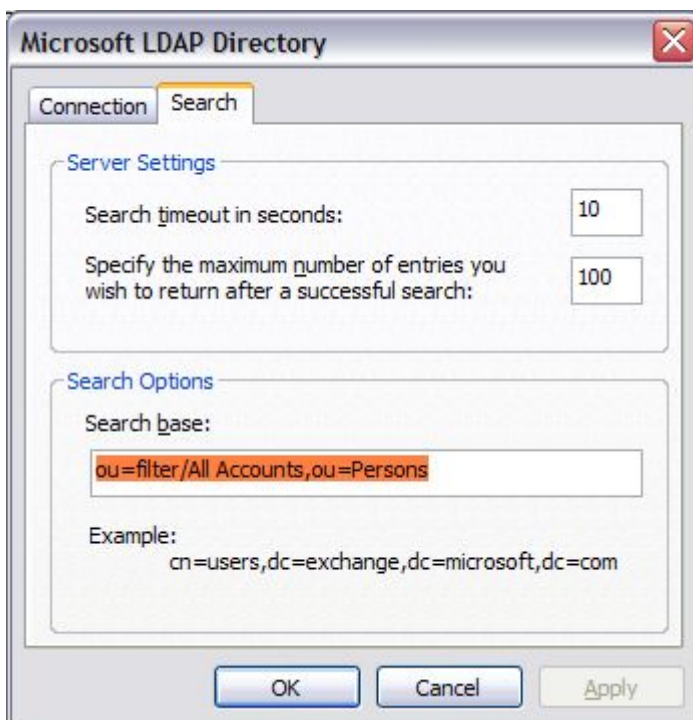 Microsoft LDAP Directory
Connection
Search
Server Settings
Search timeout in seconds:
10
Specify the maximum number of entries you
wish to return after a successful search:
100
Search Options
Search base:
ou=filter/All Accounts,ou=Persons
Example:
cn=users,dc=exchange,dc=microsoft,dc=com
OK
Cancel
Apply